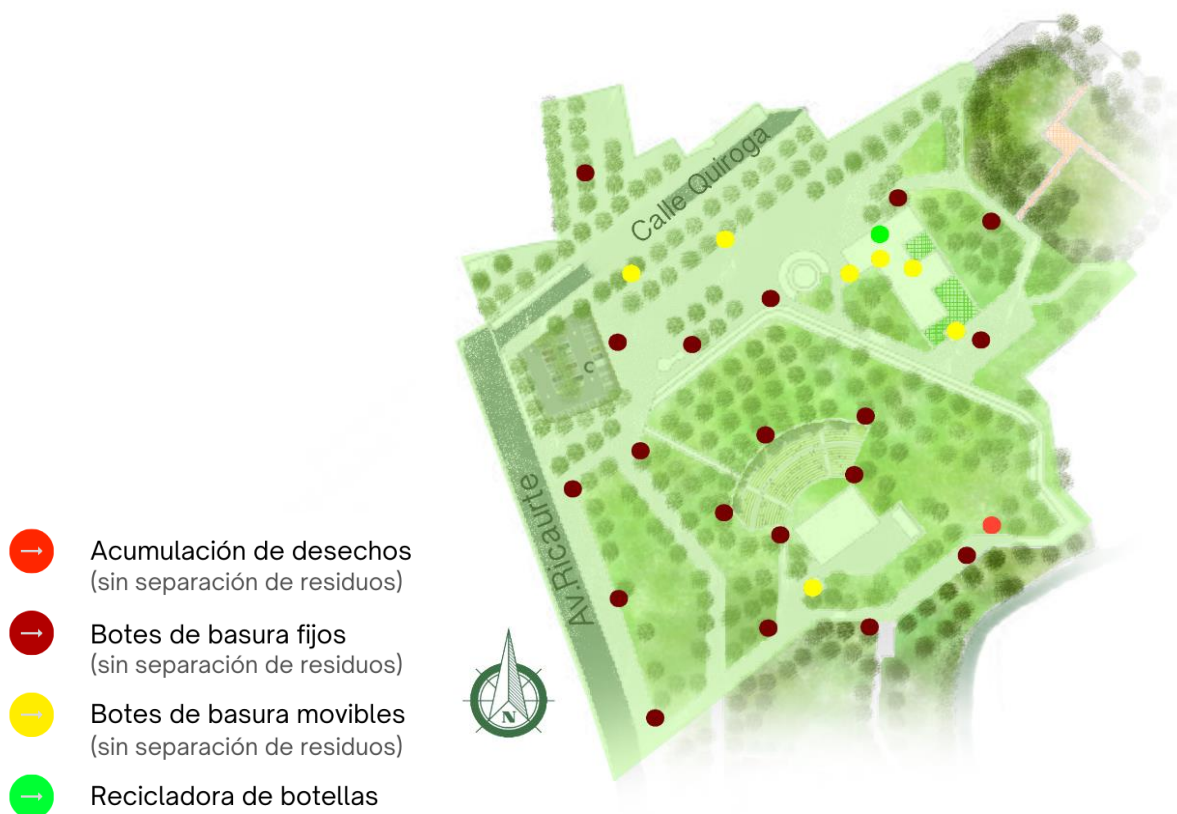 Calle Quiroga
Av.Ricaurte
N
Acumulación de desechos
(sin separación de residuos)
Botes de basura fijos
(sin separación de residuos)
Botes de basura movibles
(sin separación de residuos)
Recicladora de botellas